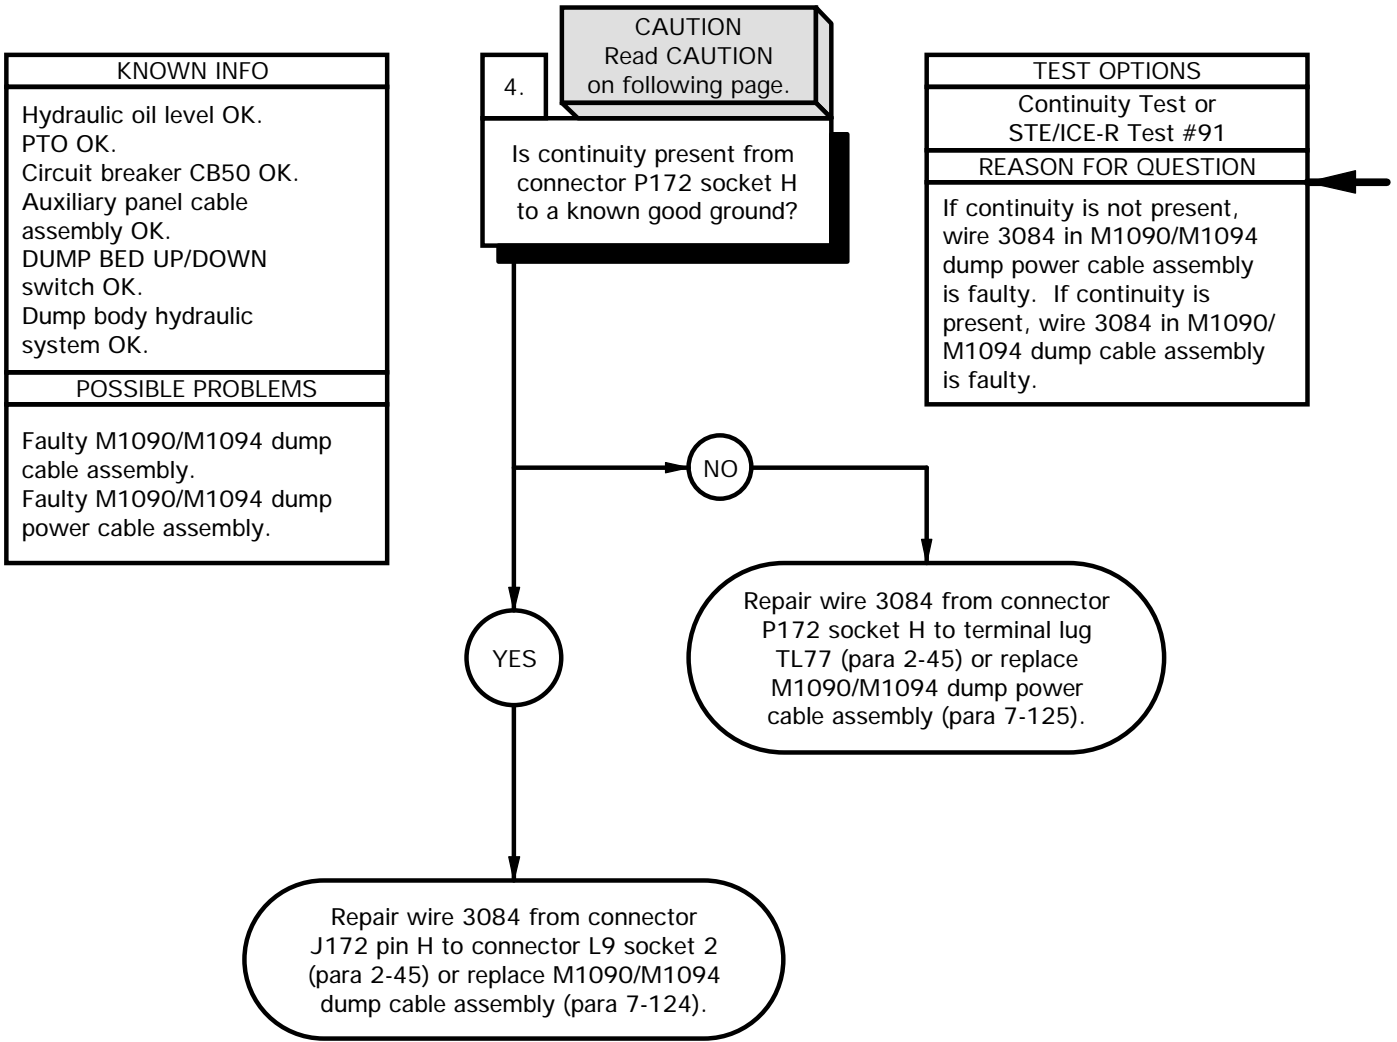 KNOWN INFO
Hydraulic oil level OK.
PTO OK.
Circuit breaker CB50 OK.
Auxiliary panel cable
assembly OK.
DUMP BED UP/DOWN
switch OK.
Dump body hydraulic
system OK.
POSSIBLE PROBLEMS
Faulty M1090/M1094 dump
cable assembly.
Faulty M1090/M1094 dump
power cable assembly.
CAUTION
Read CAUTION
on following page.
4.
Is continuity present from
connector P172 socket H
to a known good ground?
TEST OPTIONS
Continuity Test or
STE/ICE-R Test #91
REASON FOR QUESTION
If continuity is not present,
wire 3084 in M1090/M1094
dump power cable assembly
is faulty.  If continuity is
present, wire 3084 in M1090/
M1094 dump cable assembly
is faulty.
NO
YES
Repair wire 3084 from connector
P172 socket H to terminal lug
TL77 (para 2-45) or replace
M1090/M1094 dump power
cable assembly (para 7-125).
Repair wire 3084 from connector
J172 pin H to connector L9 socket 2
(para 2-45) or replace M1090/M1094
dump cable assembly (para 7-124).